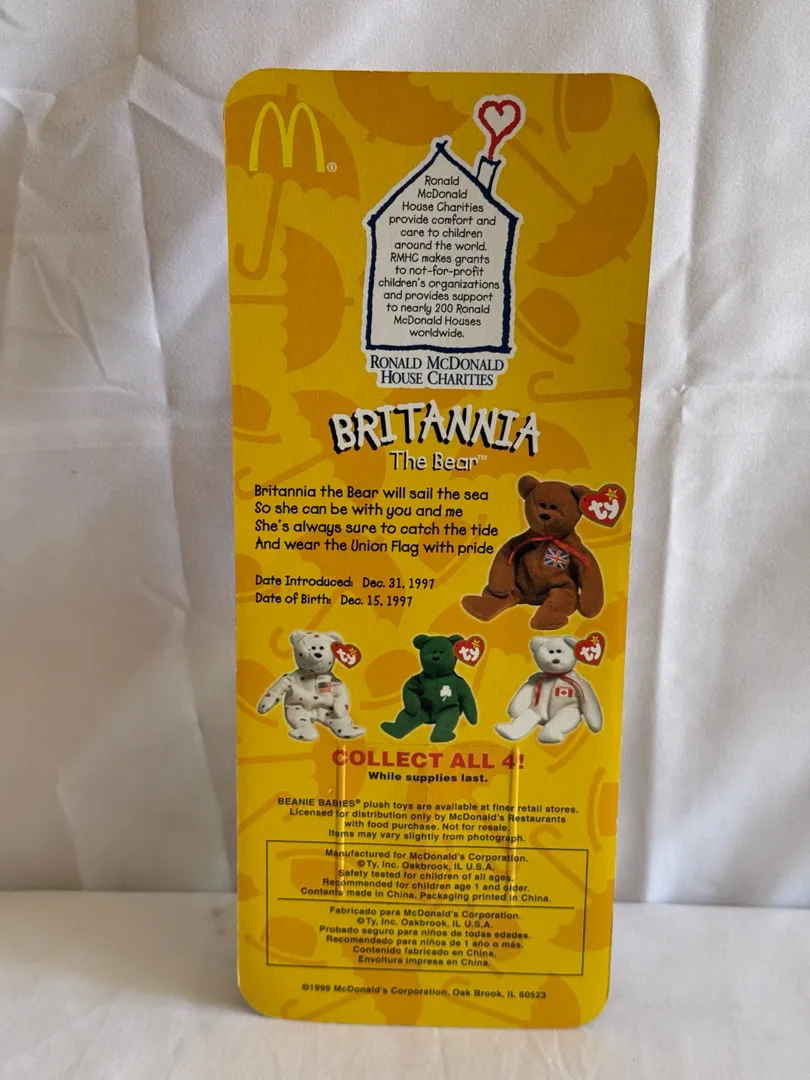 M®
Ronald
McDonald
House Charities
provide comfort and
care to children
around the world.
RMHC makes grants
to not-for-profit
children's organizations
and provides support
to nearly 200 Ronald
McDonald Houses
worldwide.
RONALD MCDONALD
HOUSE CHARITIES
BRITANNIA
The Bear™
Britannia the Bear will sail the sea
So she can be with you and me
She's always sure to catch the tide
And wear the Union Flag with pride
ty
Date Introduced: Dec. 31, 1997
Date of Birth: Dec. 15, 1997
ty ty ty
COLLECT ALL 4!
While supplies last.
BEANIE BABIES® plush toys are available at finer retail stores.
Licensed for distribution only by McDonald's Restaurants
with food purchase. Not for resale.
Items may vary slightly from photograph.
Manufactured for McDonald's Corporation.
©Ty, Inc. Oakbrook, IL U.S.A.
Safety tested for children of all ages.
Recommended for children age 1 and older.
Contents made in China. Packaging printed in China.
Fabricado para McDonald's Corporation.
©Ty, Inc. Oakbrook, IL U.S.A.
Probado seguro para niños de todas edades.
Recomendado para niños de 1 año o más.
Contenido fabricado en China.
Envoltura impresa en China.
©1999 McDonald's Corporation, Oak Brook, IL 60523